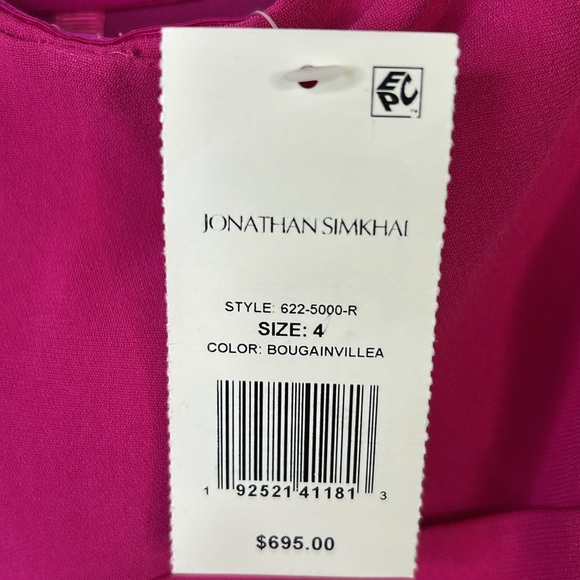 EPC
JONATHAN SIMKHAI
STYLE: 622-5000-R
SIZE: 4
COLOR: BOUGAINVILLEA
1 92521 41181 3
$695.00